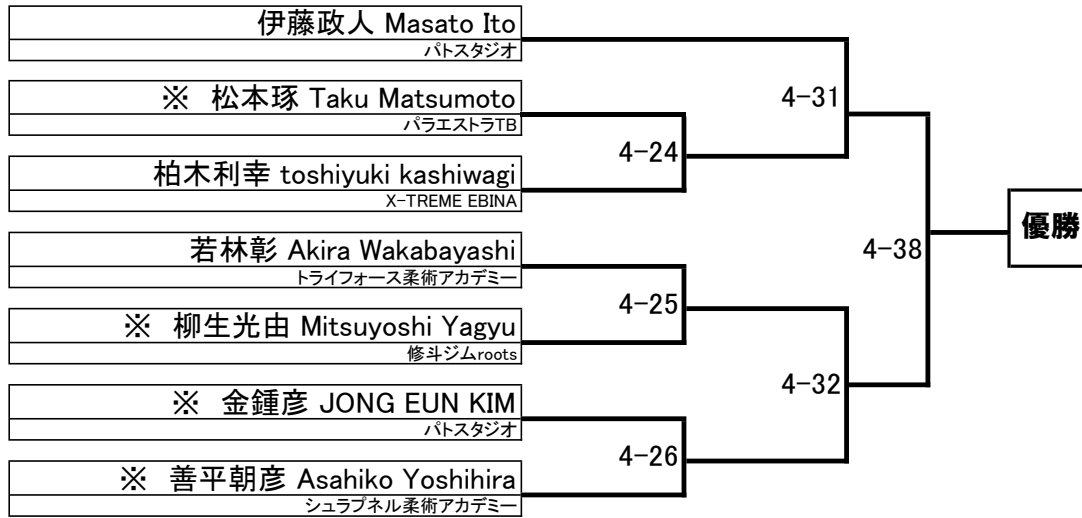 伊藤政人 Masato Ito
パトスタジオ
※ 松本琢 Taku Matsumoto
パラエストラTB
柏木利幸 toshiyuki kashiwagi
X-TREME EBINA
若林彰 Akira Wakabayashi
トライフォース柔術アカデミー
※ 柳生光由 Mitsuyoshi Yagyu
修斗ジムroots
※ 金鍾彦 JONG EUN KIM
パトスタジオ
※ 善平朝彦 Asahiko Yoshihira
シュラプネル柔術アカデミー
4-24
4-25
4-26
4-31
4-32
4-38
優勝